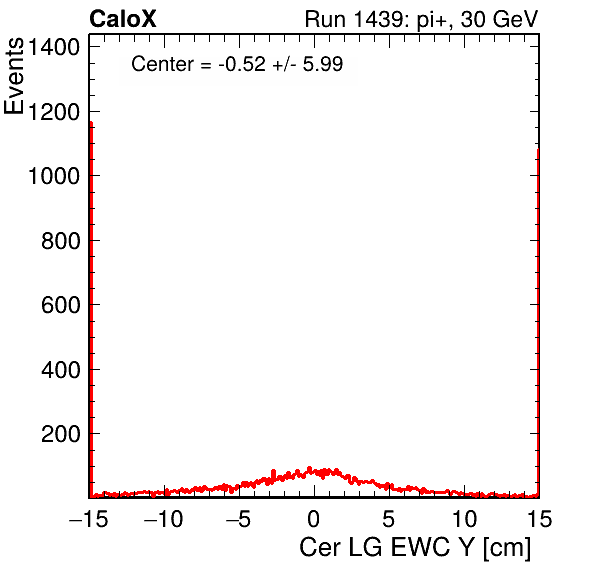 CaloX
Run 1439: pi+, 30 GeV
Events
Center = -0.52 +/- 5.99
1400
1200
1000
800
600
400
200
−15 −10 −5 0 5 10 15
Cer LG EWC Y [cm]